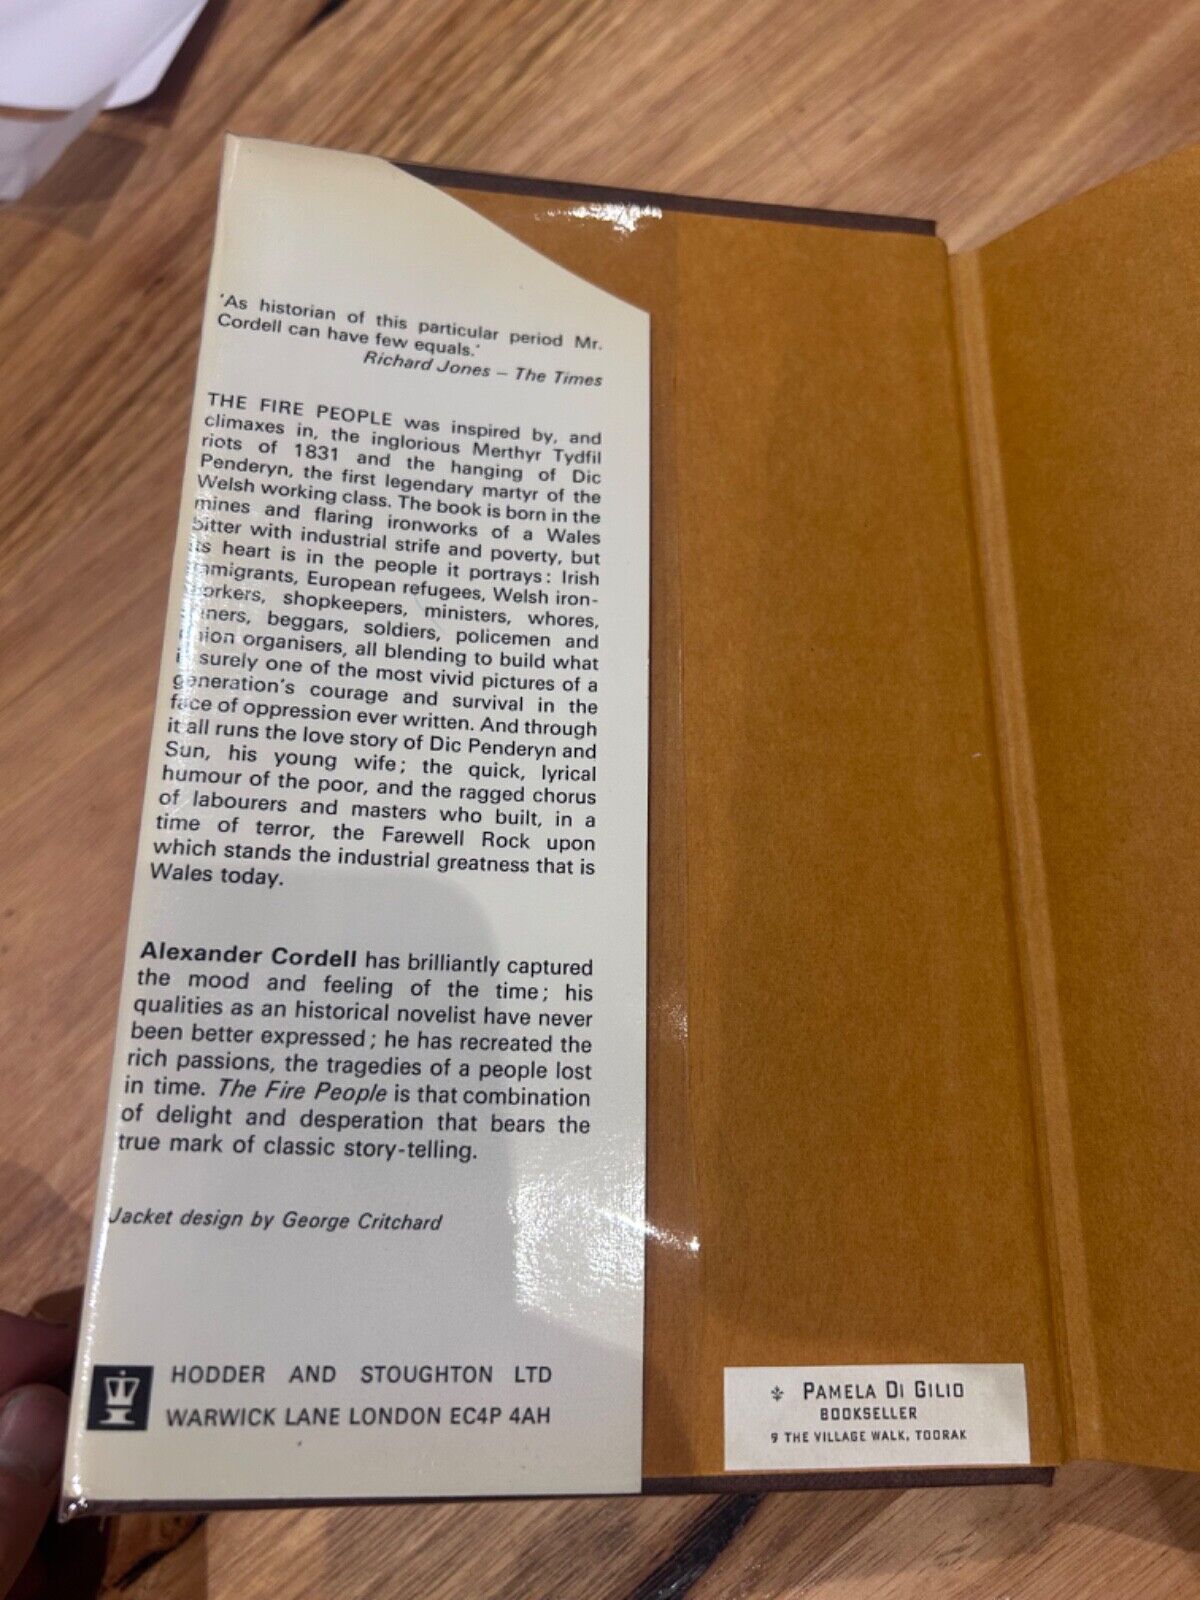 'As historian of this particular period Mr.
Cordell can have few equals.'
Richard Jones – The Times
THE FIRE PEOPLE was inspired by, and
climaxes in, the inglorious Merthyr Tydfil
riots of 1831 and the hanging of Dic
Penderyn, the first legendary martyr of the
Welsh working class. The book is born in the
mines and flaring ironworks of a Wales
bitter with industrial strife and poverty, but
its heart is in the people it portrays: Irish
immigrants, European refugees, Welsh iron-
workers, shopkeepers, ministers, whores,
miners, beggars, soldiers, policemen and
union organisers, all blending to build what
is surely one of the most vivid pictures of a
generation's courage and survival in the
face of oppression ever written. And through
it all runs the love story of Dic Penderyn and
Sun, his young wife; the quick, lyrical
humour of the poor, and the ragged chorus
of labourers and masters who built, in a
time of terror, the Farewell Rock upon
which stands the industrial greatness that is
Wales today.
Alexander Cordell has brilliantly captured
the mood and feeling of the time; his
qualities as an historical novelist have never
been better expressed; he has recreated the
rich passions, the tragedies of a people lost
in time. The Fire People is that combination
of delight and desperation that bears the
true mark of classic story-telling.
Jacket design by George Critchard
HODDER AND STOUGHTON LTD
WARWICK LANE LONDON EC4P 4AH
PAMELA DI GILIO
BOOKSELLER
9 THE VILLAGE WALK, TOORAK